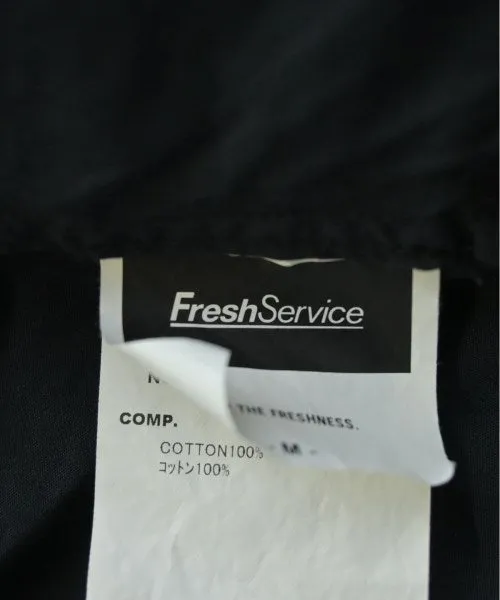 FreshService
N
THE FRESHNESS.
COMP.
COTTON100%
- M -
コットン100%